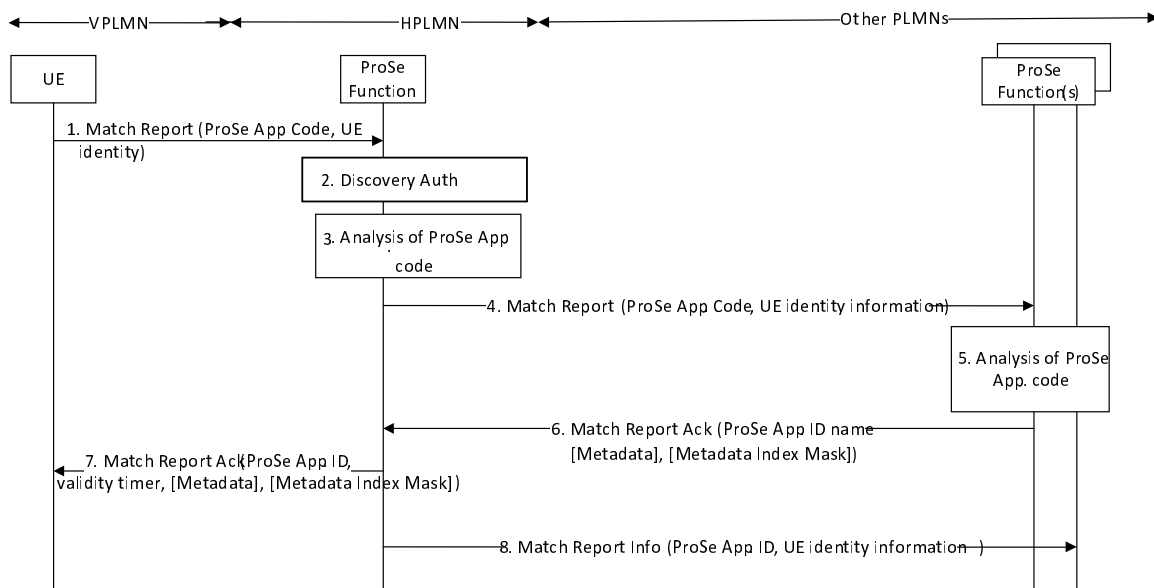 VPLMN
HPLMN
Other PLMNs
UE
ProSe
Function
ProSe
Function(s)
1. Match Report (ProSe App Code, UE
identity)
2. Discovery Auth
3. Analysis of ProSe App
code
4. Match Report (ProSe App Code, UE identity information)
5. Analysis of ProSe
App. code
6. Match Report Ack (ProSe App ID name
[Metadata], [Metadata Index Mask])
7. Match Report Ack(ProSe App ID,
validity timer, [Metadata], [Metadata Index Mask])
8. Match Report Info (ProSe App ID, UE identity information )